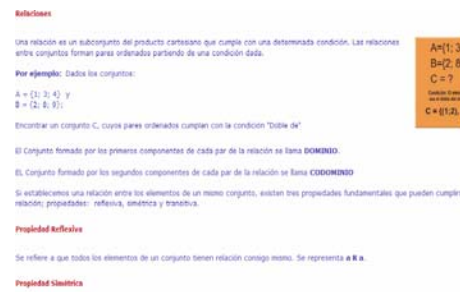 Relaciones
Una relación es un subconjunto del producto cartesiano que cumple con una determinada condición. Las relaciones
entre conjuntos forman pares ordenados partiendo de una condición dada.
Por ejemplo: Dados los conjuntos:
A = {1; 3; 4} y
B = {2; 8; 9};
Encontrar un conjunto C, cuyos pares ordenados cumplan con la condición "Doble de"
El Conjunto formado por los primeros componentes de cada par de la relación se llama DOMINIO.
EL Conjunto formado por los segundos componentes de cada par de la relación se llama CODOMINIO
Si establecemos una relación entre los elementos de un mismo conjunto, existen tres propiedades fundamentales que pueden cumplir
relación; propiedades: reflexiva, simétrica y transitiva.
Propiedad Reflexiva
Se refiere a que todos los elementos de un conjunto tienen relación consigo mismo. Se representa a R a.
Propiedad Simétrica
A={1; 3
B={2; 8
C = ?
C = {(1;2),